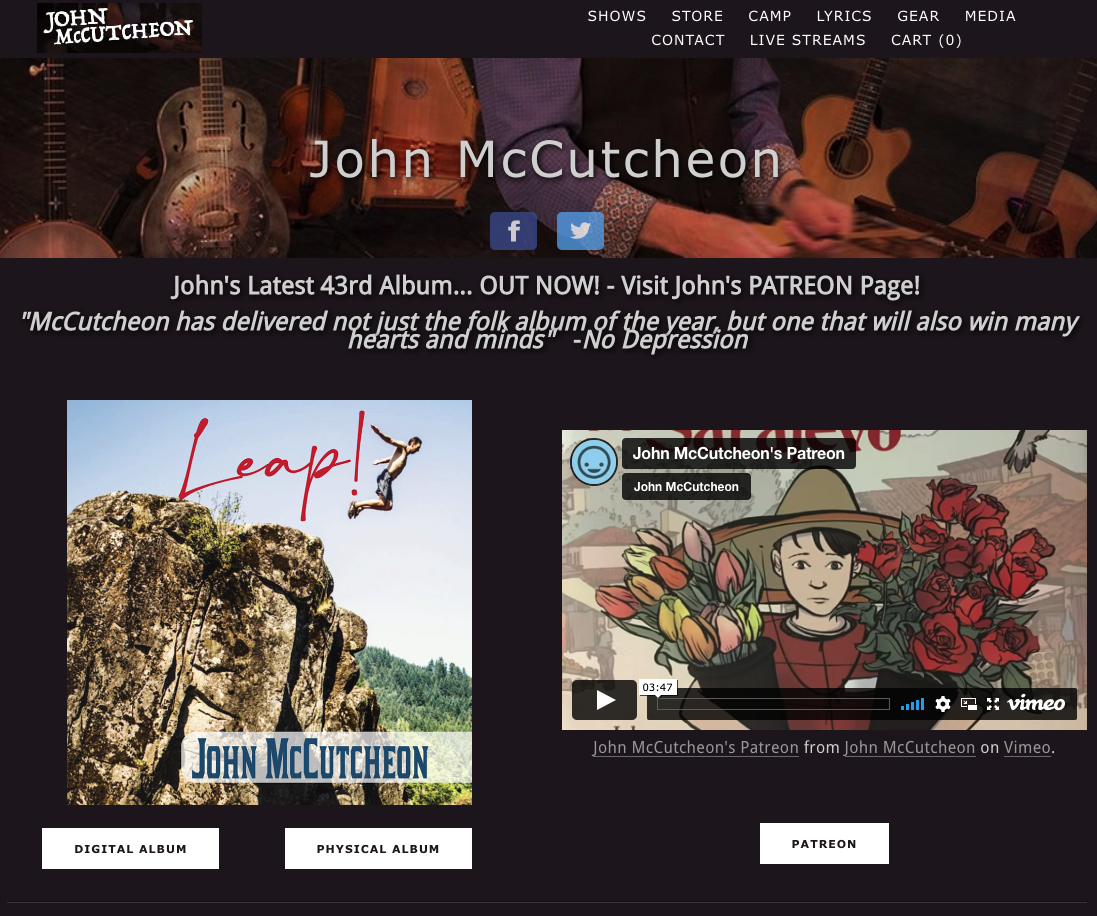 JOHN
McCUTCHEON
SHOWS STORE CAMP LYRICS GEAR MEDIA
CONTACT LIVE STREAMS CART (0)
John McCutcheon
f
John's Latest 43rd Album... OUT NOW! - Visit John's PATREON Page!
"McCutcheon has delivered not just the folk album of the year, but one that will also win many
hearts and minds" -No Depression
Leap!
JOHN McCUTCHEON
DIGITAL ALBUM
PHYSICAL ALBUM
Sarajevo
John McCutcheon's Patreon
John McCutcheon
03:47
vimeo
John McCutcheon's Patreon from John McCutcheon on Vimeo.
PATREON